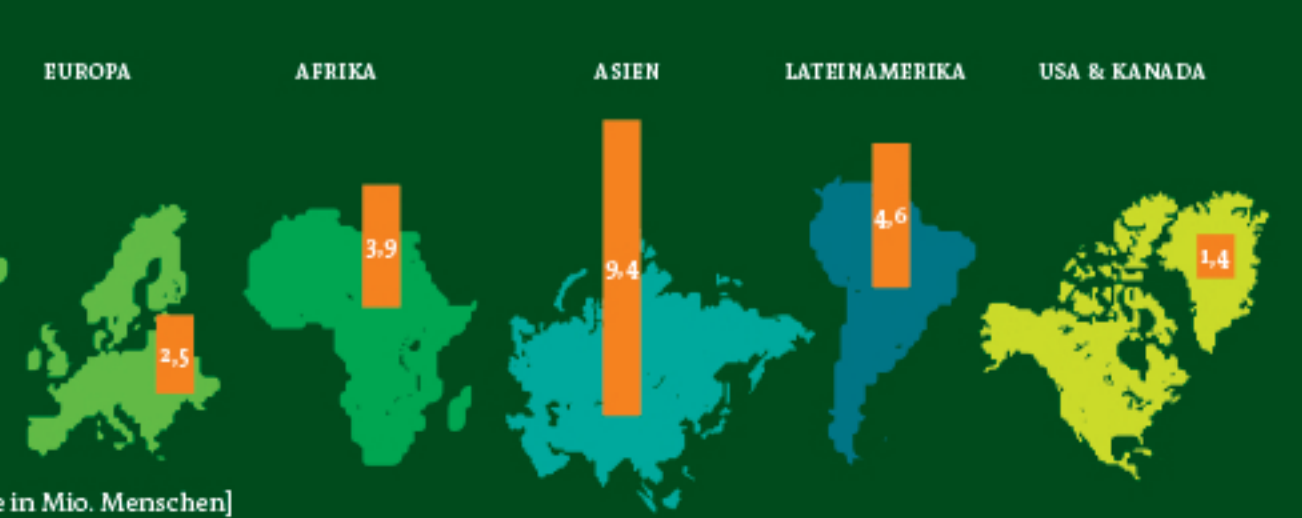 EUROPA AFRIKA ASIEN LATEINAMERIKA USA & KANADA
9,4
4,6
3,9
1,4
2,5
in Mio. Menschen]